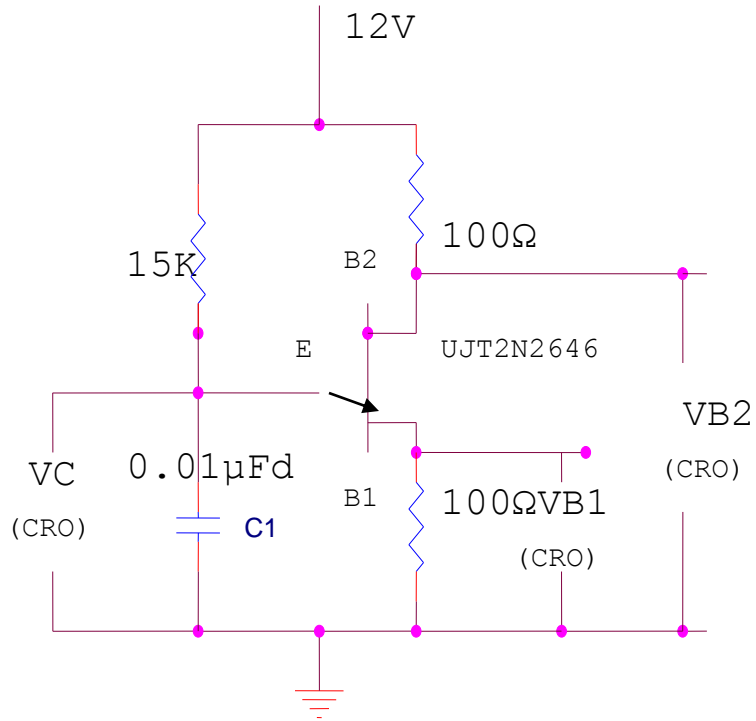 12V
15K
100Ω
B2
E
UJT2N2646
VB2
(CRO)
VC
(CRO)
0.01µFd
C1
B1
100ΩVB1
(CRO)